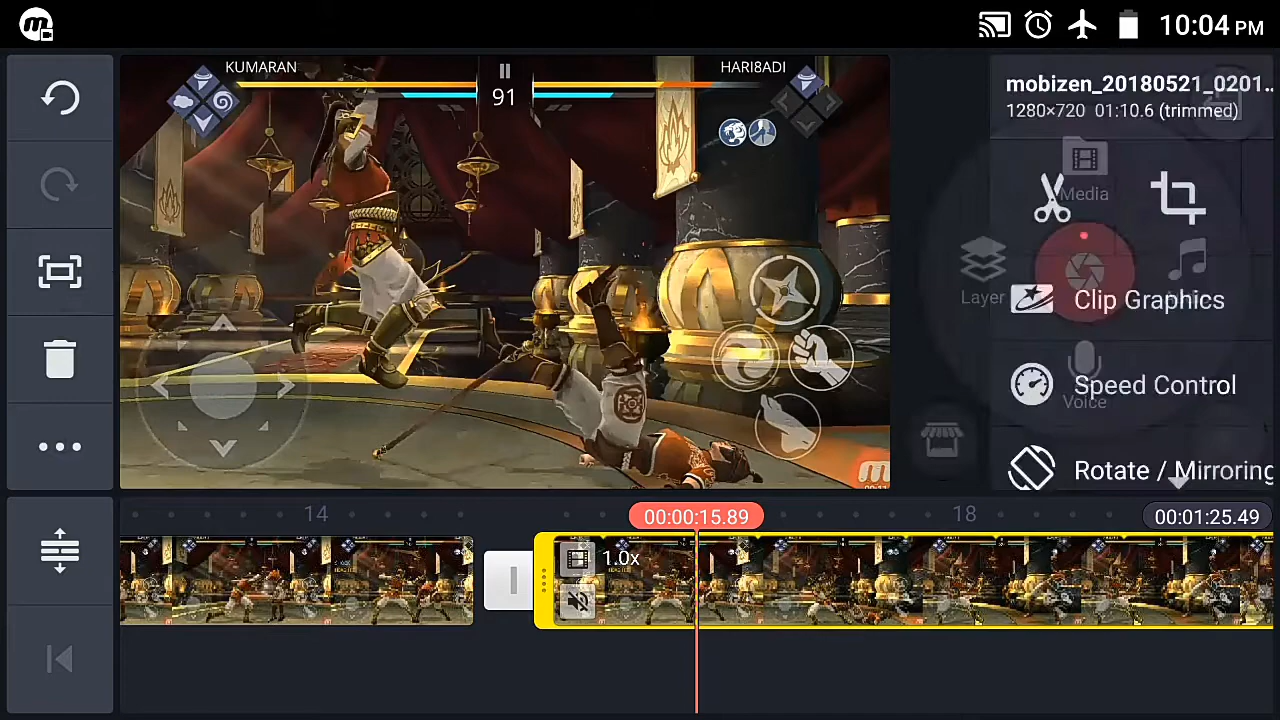 m
10:04 PM
KUMARAN
91
HARI8ADI
mobizen_20180521_0201..
1280×720 01:10.6 (trimmed)
Media
Layer
Clip Graphics
Speed Control
Voice
Rotate / Mirroring
m
14
00:00:15.89
18
00:01:25.49
1.0x